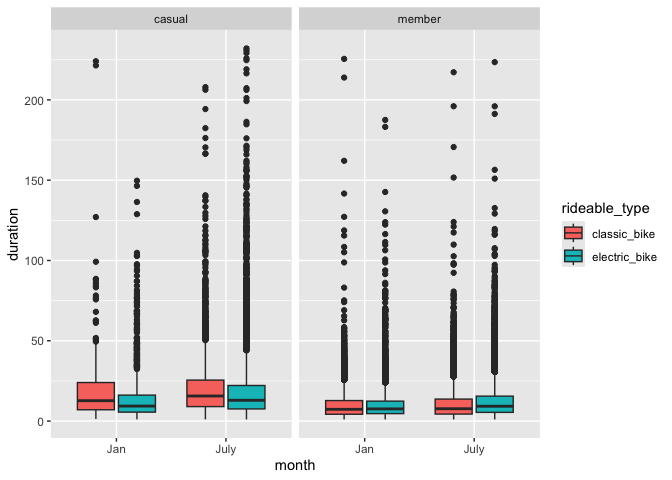 casual
member
200
150
100
50
0
duration
Jan
July
Jan
July
month
rideable_type
classic_bike
electric_bike